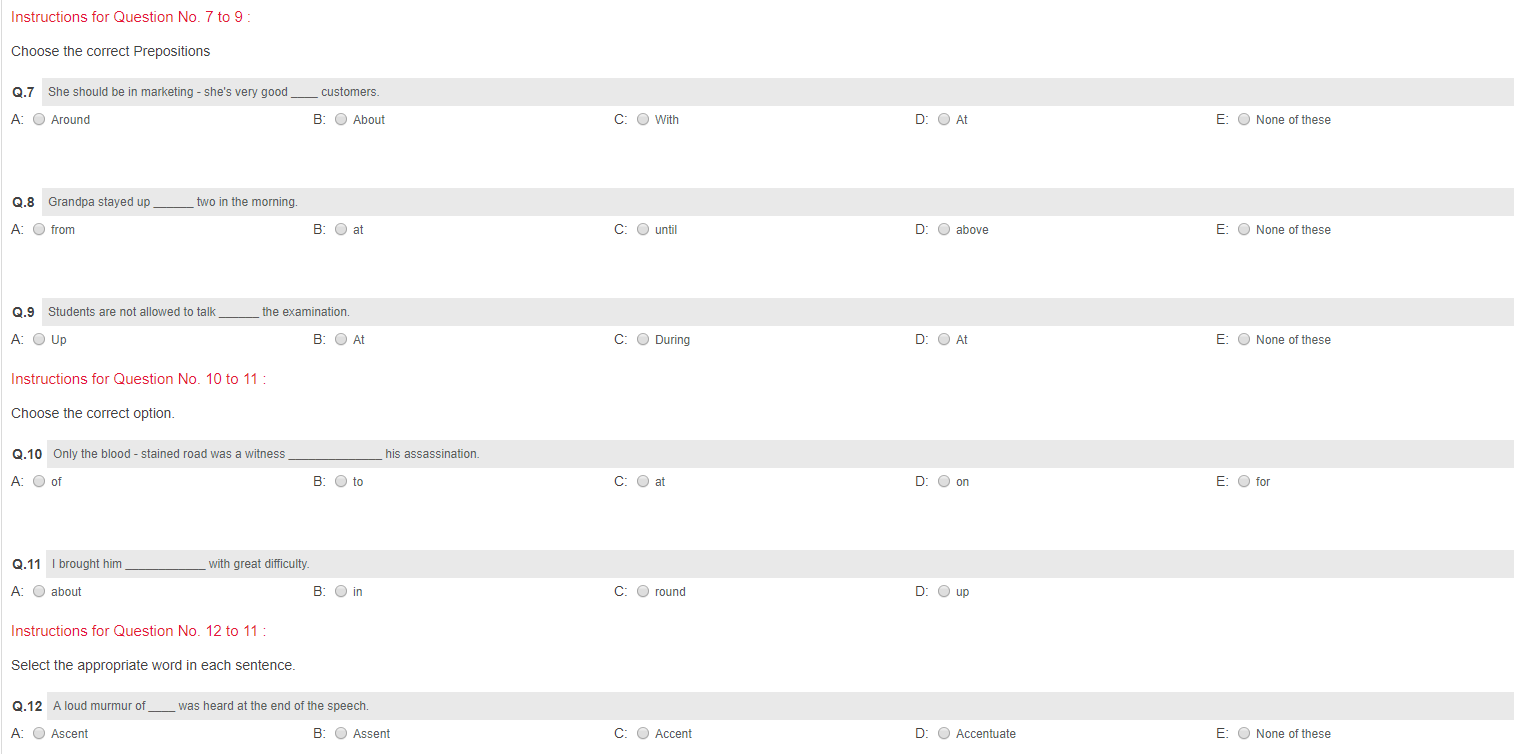 Instructions for Question No. 7 to 9 :
Choose the correct Prepositions
Q.7 She should be in marketing - she's very good ____ customers.
A: Around B: About C: With D: At E: None of these
Q.8 Grandpa stayed up ______ two in the morning.
A: from B: at C: until D: above E: None of these
Q.9 Students are not allowed to talk ______ the examination.
A: Up B: At C: During D: At E: None of these
Instructions for Question No. 10 to 11 :
Choose the correct option.
Q.10 Only the blood - stained road was a witness ______________ his assassination.
A: of B: to C: at D: on E: for
Q.11 I brought him ____________ with great difficulty.
A: about B: in C: round D: up
Instructions for Question No. 12 to 11 :
Select the appropriate word in each sentence.
Q.12 A loud murmur of ____ was heard at the end of the speech.
A: Ascent B: Assent C: Accent D: Accentuate E: None of these